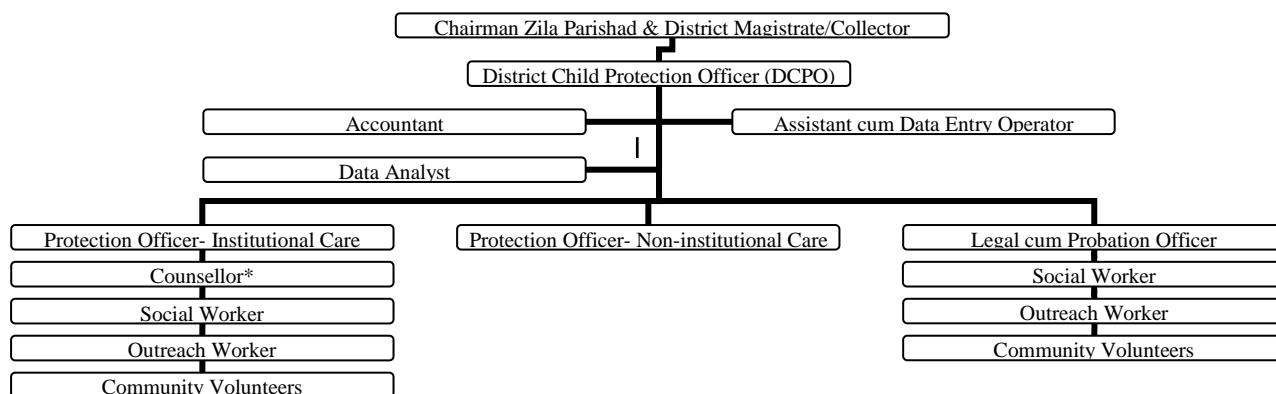 Chairman Zila Parishad & District Magistrate/Collector
District Child Protection Officer (DCPO)
Accountant
Assistant cum Data Entry Operator
Data Analyst
Protection Officer- Institutional Care
Protection Officer- Non-institutional Care
Legal cum Probation Officer
Counsellor*
Social Worker
Social Worker
Outreach Worker
Outreach Worker
Community Volunteers
Community Volunteers